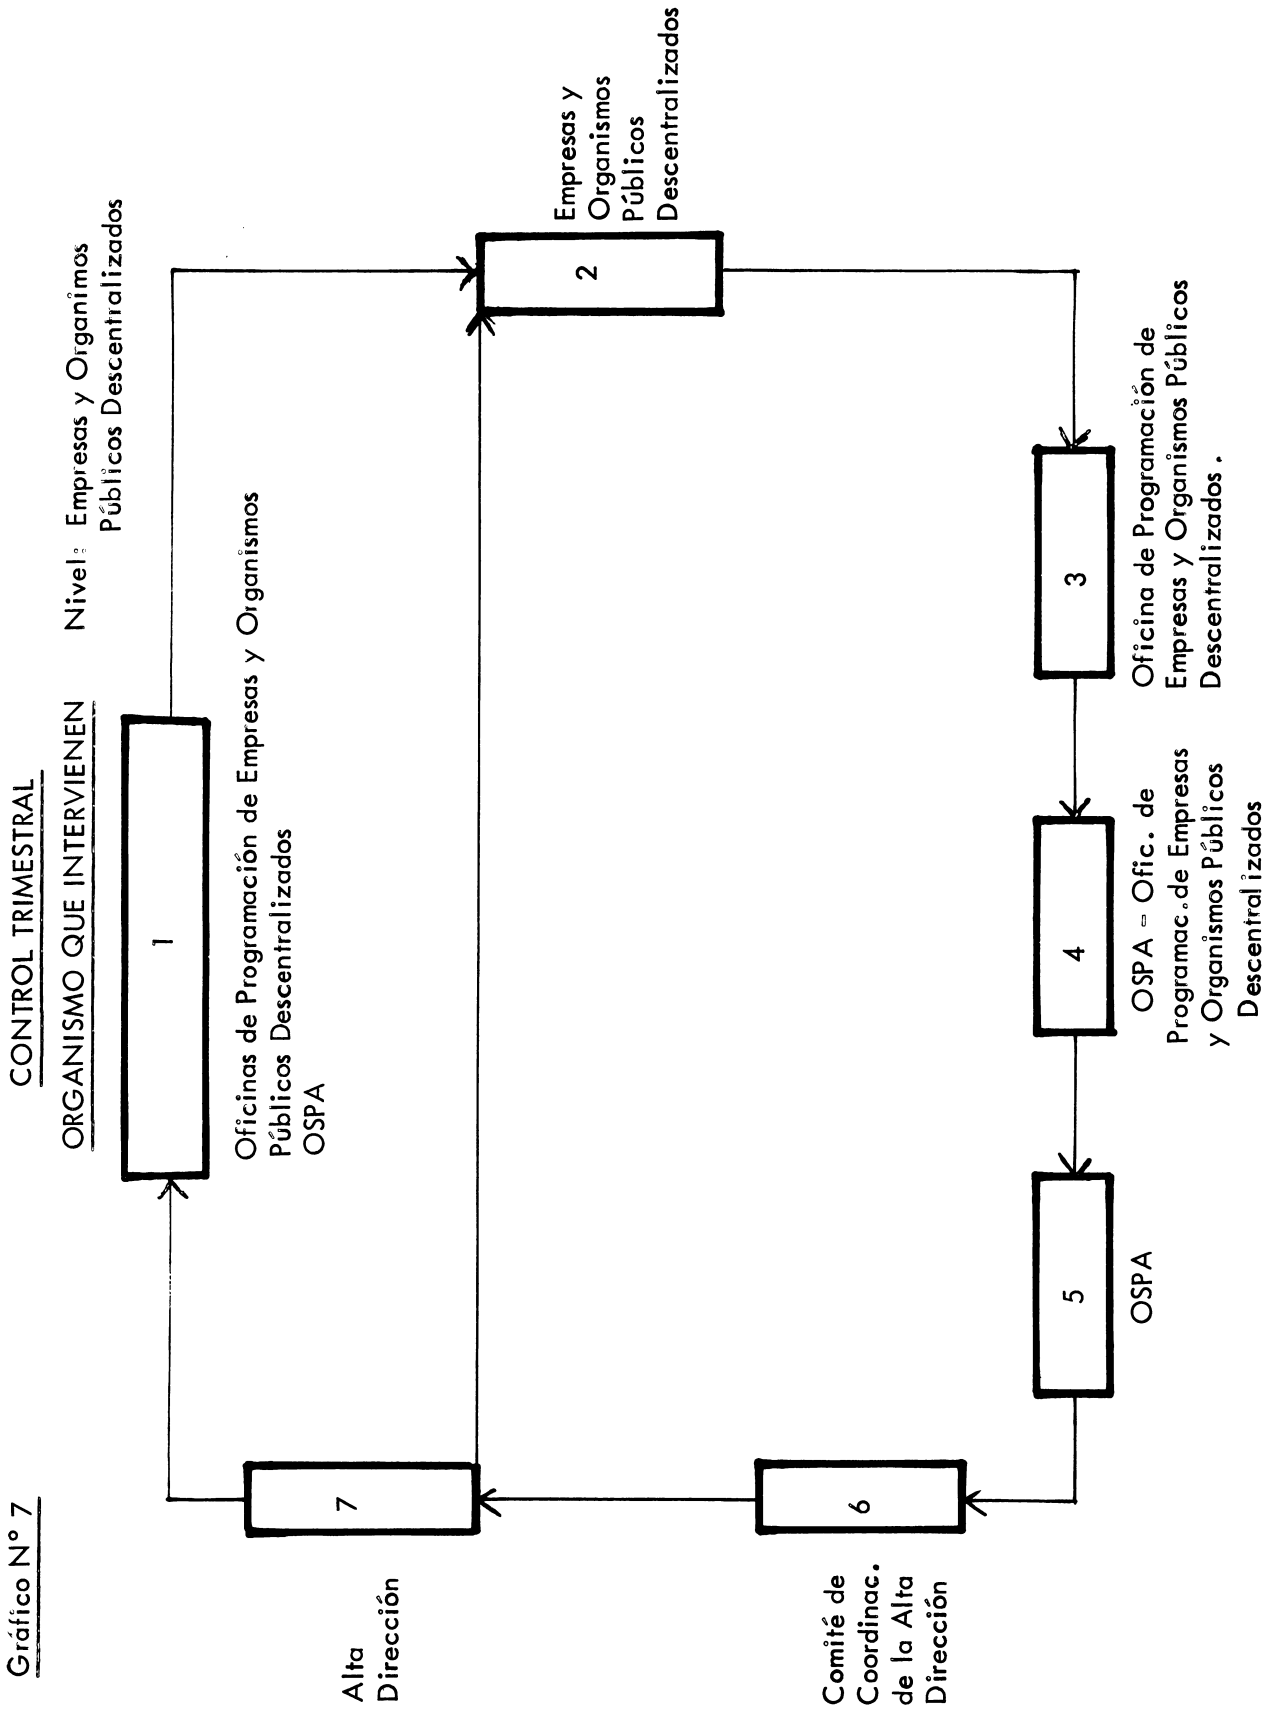 Gráfico N° 7
CONTROL TRIMESTRAL
ORGANISMO QUE INTERVIENEN
Nivel: Empresas y Organimos
Públicos Descentralizados
1
Oficinas de Programación de Empresas y Organismos
Públicos Descentralizados
OSPA
Alta
Dirección
7
2
Empresas y
Organismos
Públicos
Descentralizados
Comité de
Coordinac.
de la Alta
Dirección
6
5
OSPA
4
OSPA - Ofic. de
Programac. de Empresas
y Organismos Públicos
Descentralizados
3
Oficina de Programación de
Empresas y Organismos Públicos
Descentralizados.